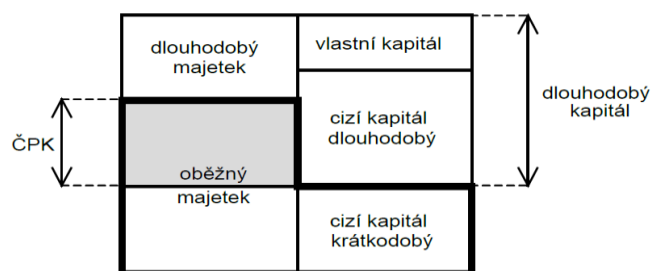 dlouhodobý
majetek
vlastní kapitál
dlouhodobý
kapitál
cizí kapitál
dlouhodobý
ČPK
oběžný
majetek
cizí kapitál
krátkodobý